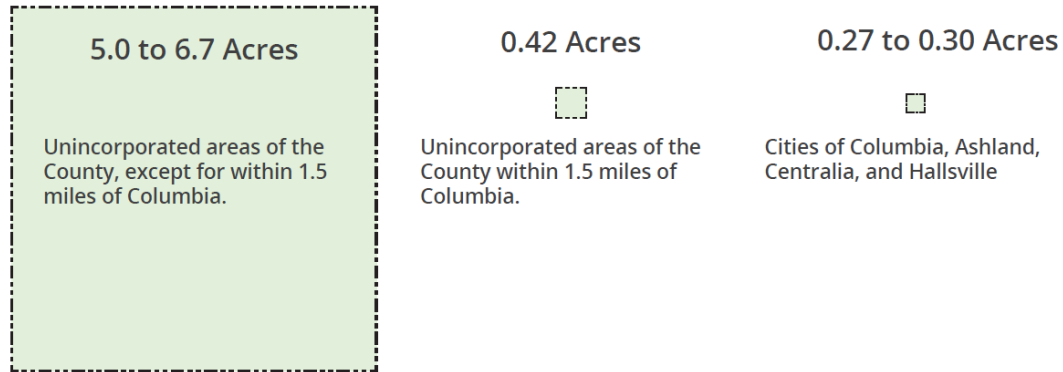 5.0 to 6.7 Acres
Unincorporated areas of the
County, except for within 1.5
miles of Columbia.
0.42 Acres
Unincorporated areas of the
County within 1.5 miles of
Columbia.
0.27 to 0.30 Acres
Cities of Columbia, Ashland,
Centralia, and Hallsville